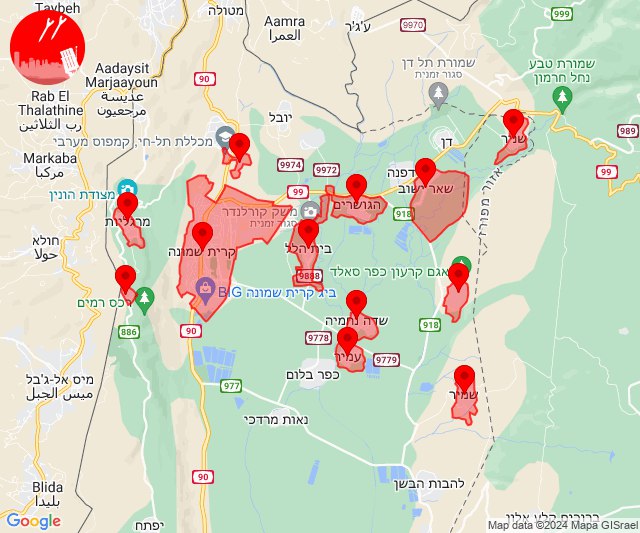 Taybeh
מטולה
Aamra
العمرا
ע'ג'ר
9970
90
שמורת תל דן
סגור זמנית
שמורת טבע
נחל חרמון
999
Aadaysit
Marjaayoun
عديسة
مرجعيون
Rab El
Thalathine
رب الثلاثين
יובל
מכללת תל-חי, קמפוס מערבי
דן
שניר
989
Markaba
مركبا
9974
9972
דפנה
99
99
מצודת הונין
שאר ישוב
הגושרים
918
אזור מפורז
מרגליות
משק קורלנדר
סגור זמנית
חולא
حولا
קרית שמונה
בית הלל
אגם קרעון כפר סאלד
9888
רכס רמים
ביג קרית שמונה BIG
886
90
שדה נחמיה
918
9778
עמיר
9779
מיס אל-ג'בל
ميس الجبل
977
כפר בלום
שמיר
נאות מרדכי
90
להבות הבשן
Blida
بليدا
יפתח
Google
Map data ©2024 Mapa GISrael